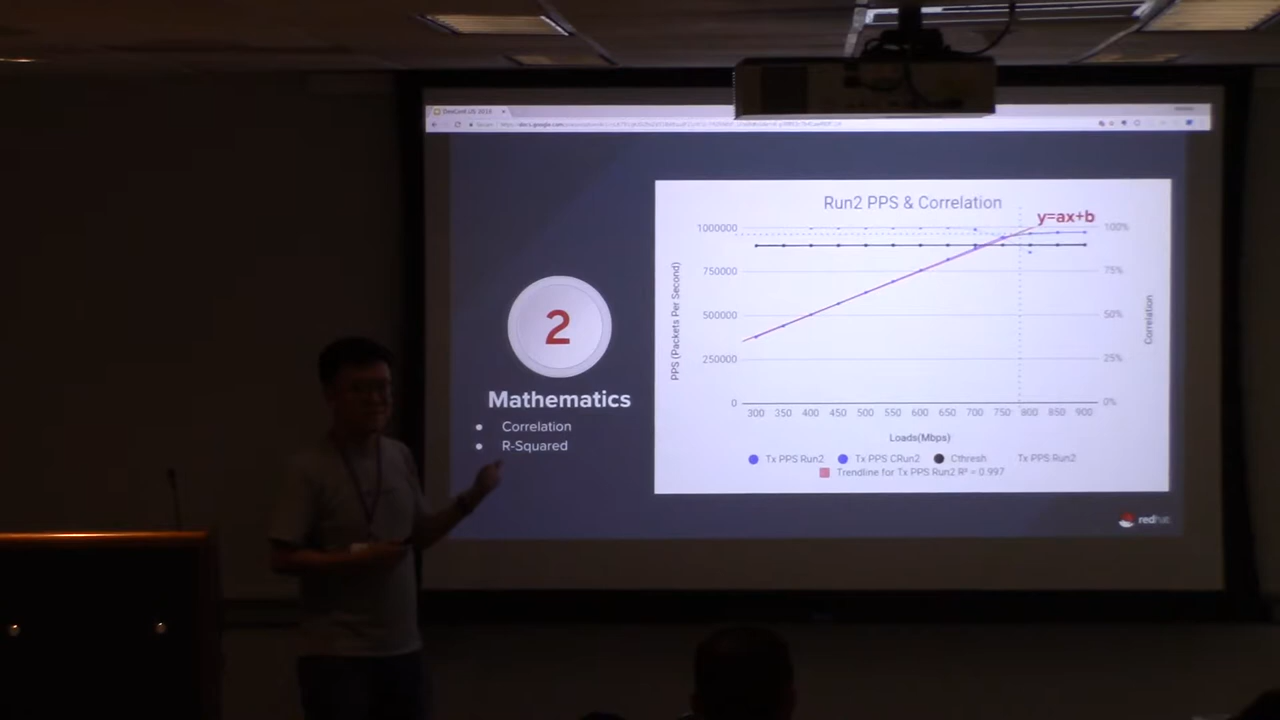 DevConf.US 2018
Run2 PPS & Correlation
y=ax+b
1000000
750000
500000
250000
0
PPS (Packets Per Second)
100%
75%
50%
25%
0%
Correlation
300 350 400 450 500 550 600 650 700 750 800 850 900
Loads(Mbps)
Tx PPS Run2 Tx PPS CRun2 Cthresh Tx PPS Run2
Trendline for Tx PPS Run2 R² = 0.997
2
Mathematics
Correlation
R-Squared
redhat